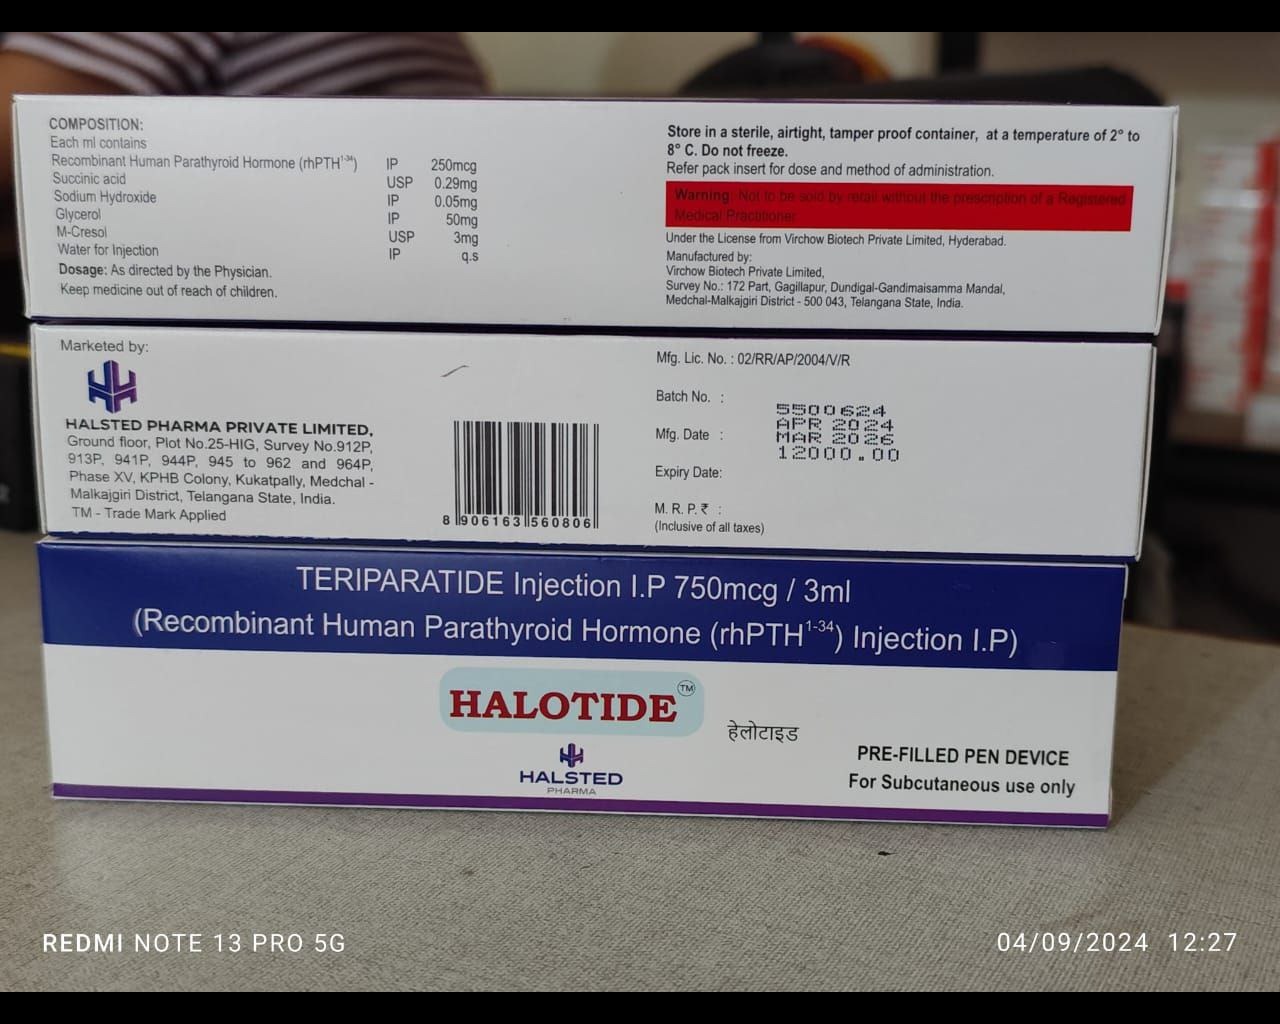 COMPOSITION:
Each ml contains
Recombinant Human Parathyroid Hormone (rhPTH¹⁻³⁴) IP 250mcg
Succinic acid USP 0.29mg
Sodium Hydroxide IP 0.05mg
Glycerol IP 50mg
M-Cresol USP 3mg
Water for Injection IP q.s
Dosage: As directed by the Physician.
Keep medicine out of reach of children.
Store in a sterile, airtight, tamper proof container, at a temperature of 2° to
8° C. Do not freeze.
Refer pack insert for dose and method of administration.
Warning: Not to be sold by retail without the prescription of a Registered
Medical Practitioner
Under the License from Virchow Biotech Private Limited, Hyderabad.
Manufactured by:
Virchow Biotech Private Limited,
Survey No.: 172 Part, Gagillapur, Dundigal-Gandimaisamma Mandal,
Medchal-Malkajgiri District - 500 043, Telangana State, India.
Marketed by:
HALSTED PHARMA PRIVATE LIMITED,
Ground floor, Plot No.25-HIG, Survey No.912P,
913P, 941P, 944P, 945 to 962 and 964P,
Phase XV, KPHB Colony, Kukatpally, Medchal -
Malkajgiri District, Telangana State, India.
TM - Trade Mark Applied
8 906163 560806
Mfg. Lic. No. : 02/RR/AP/2004/V/R
Batch No. :
Mfg. Date :
Expiry Date:
M. R. P. ₹ :
(Inclusive of all taxes)
5500624
APR 2024
MAR 2026
12000.00
TERIPARATIDE Injection I.P 750mcg / 3ml
(Recombinant Human Parathyroid Hormone (rhPTH¹⁻³⁴) Injection I.P)
HALOTIDE™
हेलोटाइड
HALSTED
PHARMA
PRE-FILLED PEN DEVICE
For Subcutaneous use only
REDMI NOTE 13 PRO 5G
04/09/2024 12:27